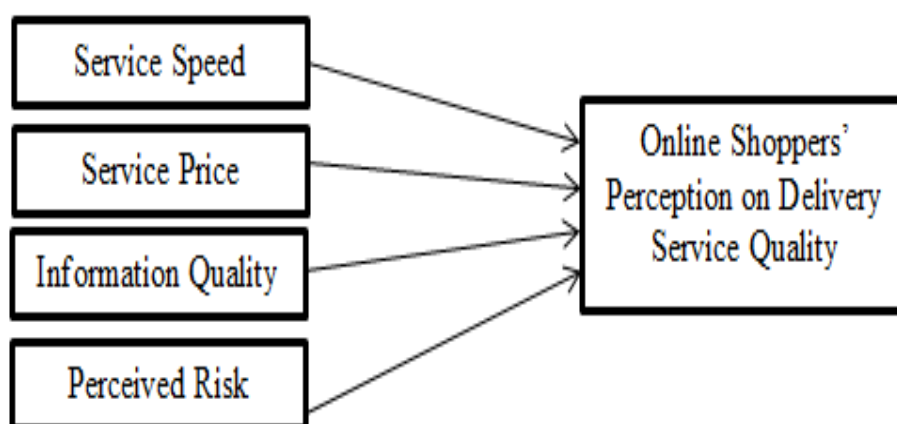 Service Speed
Service Price
Information Quality
Perceived Risk
Online Shoppers’
Perception on Delivery
Service Quality